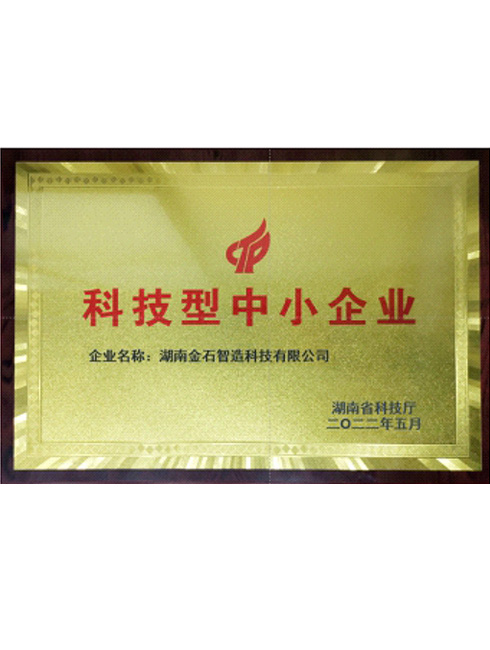 科技型中小企业
企业名称：湖南金石智造科技有限公司
湖南省科技厅
二〇二二年五月